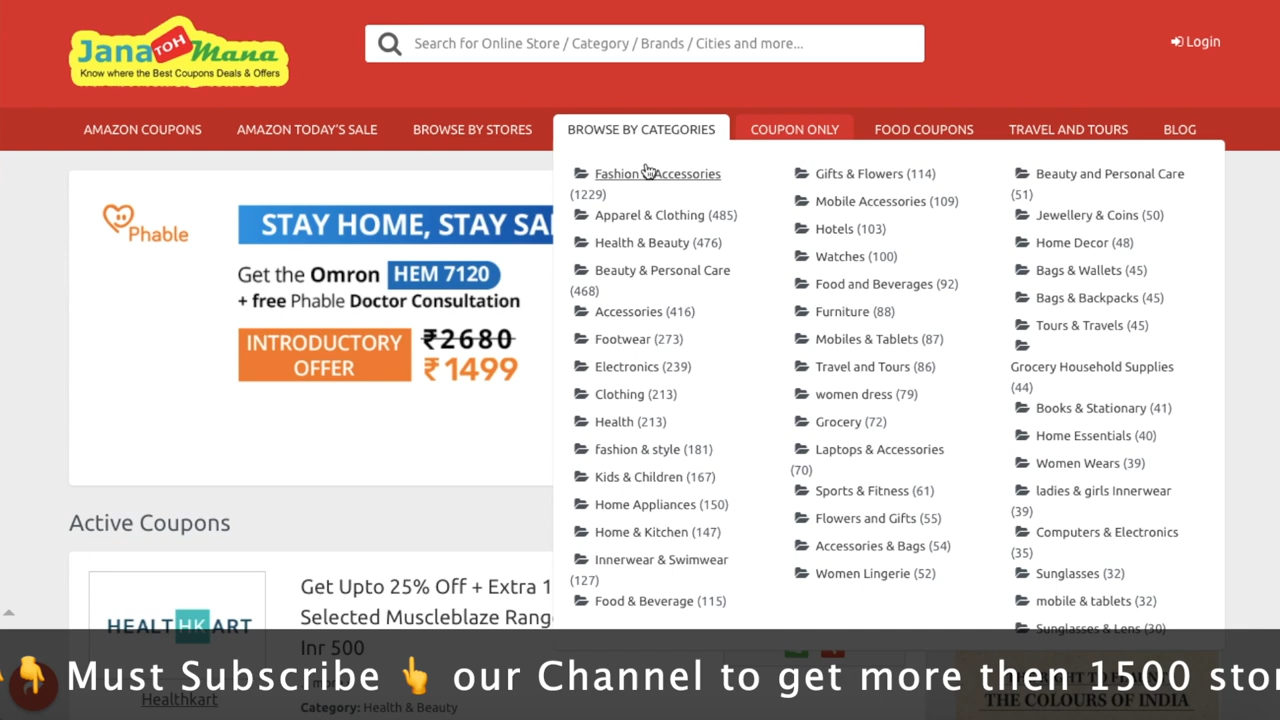 Jana TOH Mana
Know where the Best Coupons Deals & Offers
Search for Online Store / Category / Brands / Cities and more...
Login
AMAZON COUPONS
AMAZON TODAY'S SALE
BROWSE BY STORES
BROWSE BY CATEGORIES
COUPON ONLY
FOOD COUPONS
TRAVEL AND TOURS
BLOG
Phable
STAY HOME, STAY SA
Get the Omron HEM 7120
+ free Phable Doctor Consultation
INTRODUCTORY
OFFER
₹2680
₹1499
Fashion Accessories
(1229)
Apparel & Clothing (485)
Health & Beauty (476)
Beauty & Personal Care
(468)
Accessories (416)
Footwear (273)
Electronics (239)
Clothing (213)
Health (213)
fashion & style (181)
Kids & Children (167)
Home Appliances (150)
Home & Kitchen (147)
Innerwear & Swimwear
(127)
Food & Beverage (115)
Gifts & Flowers (114)
Mobile Accessories (109)
Hotels (103)
Watches (100)
Food and Beverages (92)
Furniture (88)
Mobiles & Tablets (87)
Travel and Tours (86)
women dress (79)
Grocery (72)
Laptops & Accessories
(70)
Sports & Fitness (61)
Flowers and Gifts (55)
Accessories & Bags (54)
Women Lingerie (52)
Beauty and Personal Care
(51)
Jewellery & Coins (50)
Home Decor (48)
Bags & Wallets (45)
Bags & Backpacks (45)
Tours & Travels (45)
Grocery Household Supplies
(44)
Books & Stationary (41)
Home Essentials (40)
Women Wears (39)
ladies & girls Innerwear
(39)
Computers & Electronics
(35)
Sunglasses (32)
mobile & tablets (32)
Sunglasses & Lens (30)
Active Coupons
HEALTHKART
Get Upto 25% Off + Extra 1
Selected Muscleblaze Range
Inr 500
Healthkart
Category: Health & Beauty
THE COLOURS OF INDIA
👇 Must Subscribe 👆 our Channel to get more then 1500 stor